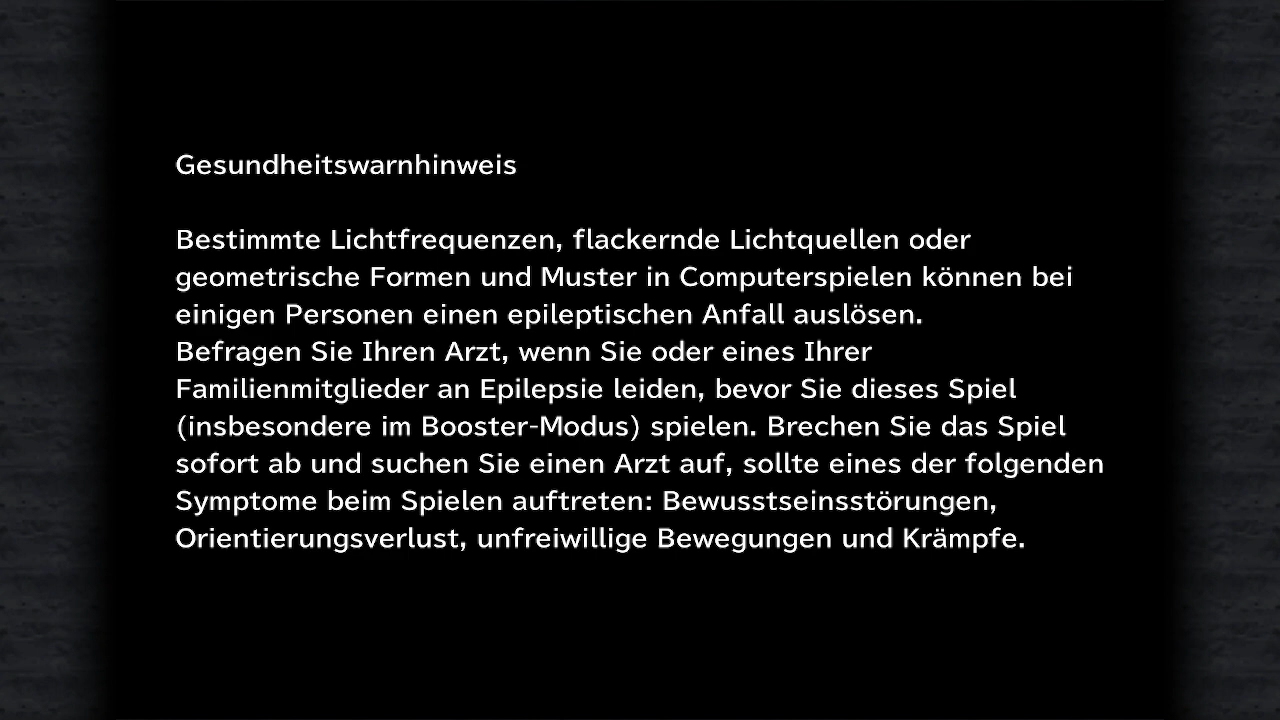 Gesundheitswarnhinweis
Bestimmte Lichtfrequenzen, flackernde Lichtquellen oder
geometrische Formen und Muster in Computerspielen können bei
einigen Personen einen epileptischen Anfall auslösen.
Befragen Sie Ihren Arzt, wenn Sie oder eines Ihrer
Familienmitglieder an Epilepsie leiden, bevor Sie dieses Spiel
(insbesondere im Booster-Modus) spielen. Brechen Sie das Spiel
sofort ab und suchen Sie einen Arzt auf, sollte eines der folgenden
Symptome beim Spielen auftreten: Bewusstseinsstörungen,
Orientierungsverlust, unfreiwillige Bewegungen und Krämpfe.